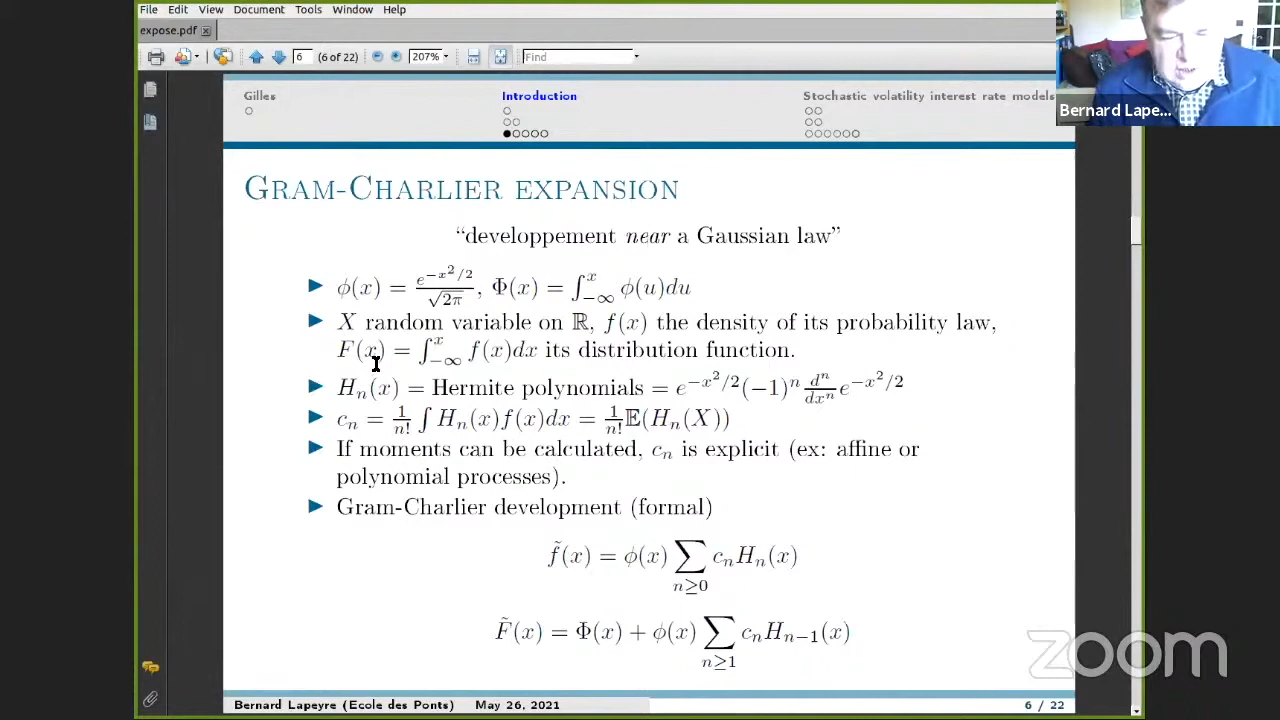 File Edit View Document Tools Window Help
expose.pdf
6 (6 of 22) 207% Find
Gilles Introduction Stochastic volatility interest rate models
Bernard Lape...
GRAM-CHARLIER EXPANSION
“developpement near a Gaussian law”
ϕ(x) = e^{−x²/2}/√2π, Φ(x) = ∫_{−∞}^{x} ϕ(u)du
X random variable on ℝ, f(x) the density of its probability law,
F(x) = ∫_{−∞}^{x} f(x)dx its distribution function.
H_n(x) = Hermite polynomials = e^{−x²/2}(−1)^n d^n/dx^n e^{−x²/2}
c_n = 1/n! ∫ H_n(x)f(x)dx = 1/n! 𝔼(H_n(X))
If moments can be calculated, c_n is explicit (ex: affine or
polynomial processes).
Gram-Charlier development (formal)
f̃(x) = ϕ(x) ∑_{n≥0} c_n H_n(x)
F̃(x) = Φ(x) + ϕ(x) ∑_{n≥1} c_n H_{n−1}(x)
zoom
Bernard Lapeyre (Ecole des Ponts) May 26, 2021 6 / 22